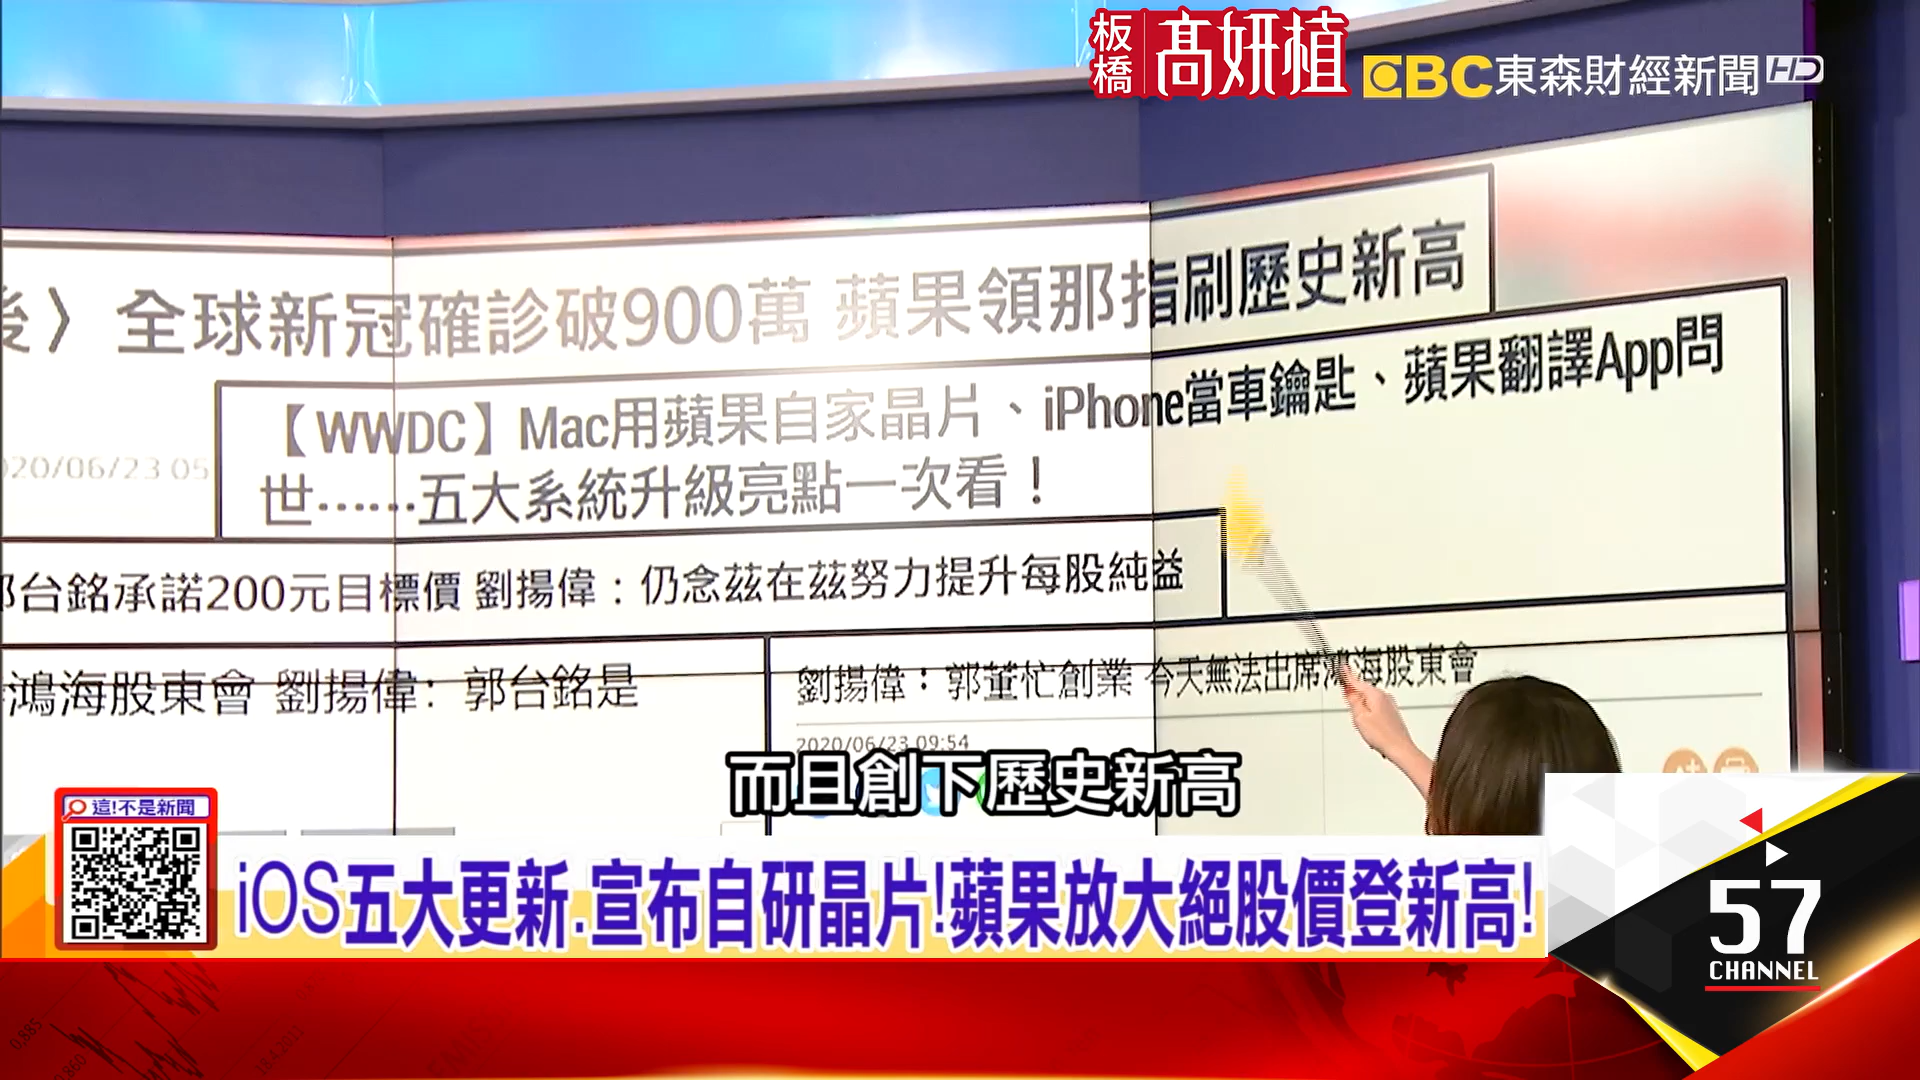 板橋
髙妍植
EBC東森財經新聞HD
後〉全球新冠確診破900萬 蘋果領那指刷歷史新高
【WWDC】Mac用蘋果自家晶片、iPhone當車鑰匙、蘋果翻譯App問
世……五大系統升級亮點一次看！
020/06/23 05
郭台銘承諾200元目標價 劉揚偉：仍念茲在茲努力提升每股純益
鴻海股東會 劉揚偉：郭台銘是
劉揚偉：郭董忙創業 今天無法出席鴻海股東會
2020/06/23 09:54
而且創下歷史新高
這!不是新聞
iOS五大更新.宣布自研晶片!蘋果放大絕股價登新高!
57
CHANNEL
0.885
0.860
18.4.2011